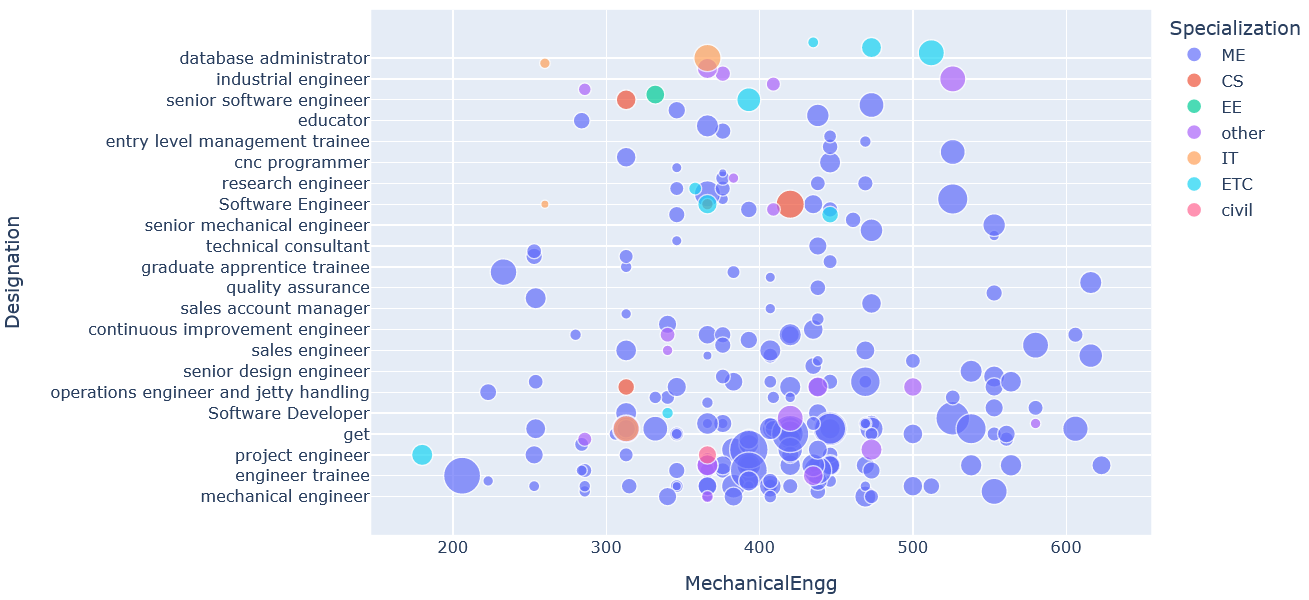 Specialization
ME
CS
EE
other
IT
ETC
civil
Designation
database administrator
industrial engineer
senior software engineer
educator
entry level management trainee
cnc programmer
research engineer
Software Engineer
senior mechanical engineer
technical consultant
graduate apprentice trainee
quality assurance
sales account manager
continuous improvement engineer
sales engineer
senior design engineer
operations engineer and jetty handling
Software Developer
get
project engineer
engineer trainee
mechanical engineer
200 300 400 500 600
MechanicalEngg